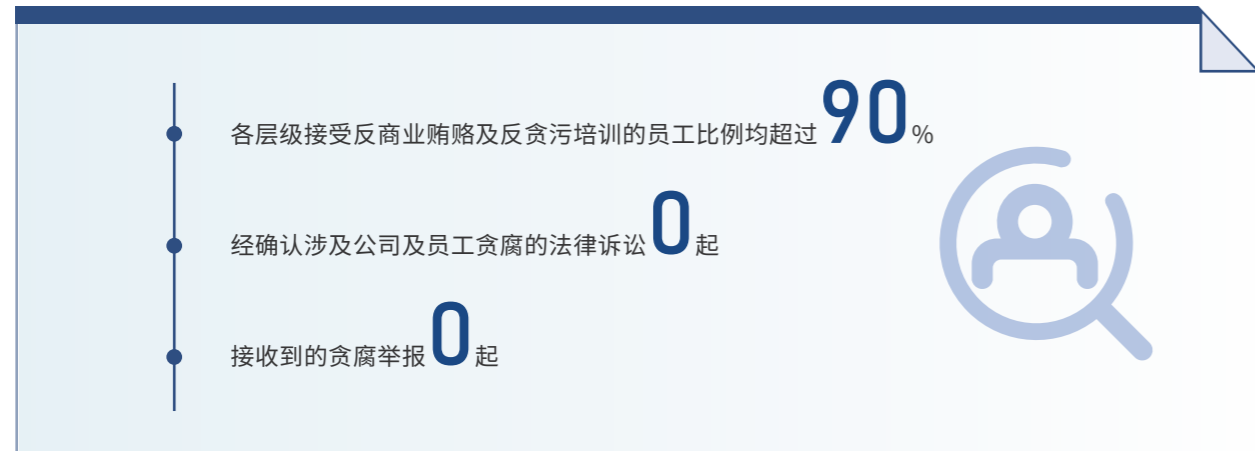 各层级接受反商业贿赂及反贪污培训的员工比例均超过90%
经确认涉及公司及员工贪腐的法律诉讼0起
接收到的贪腐举报0起